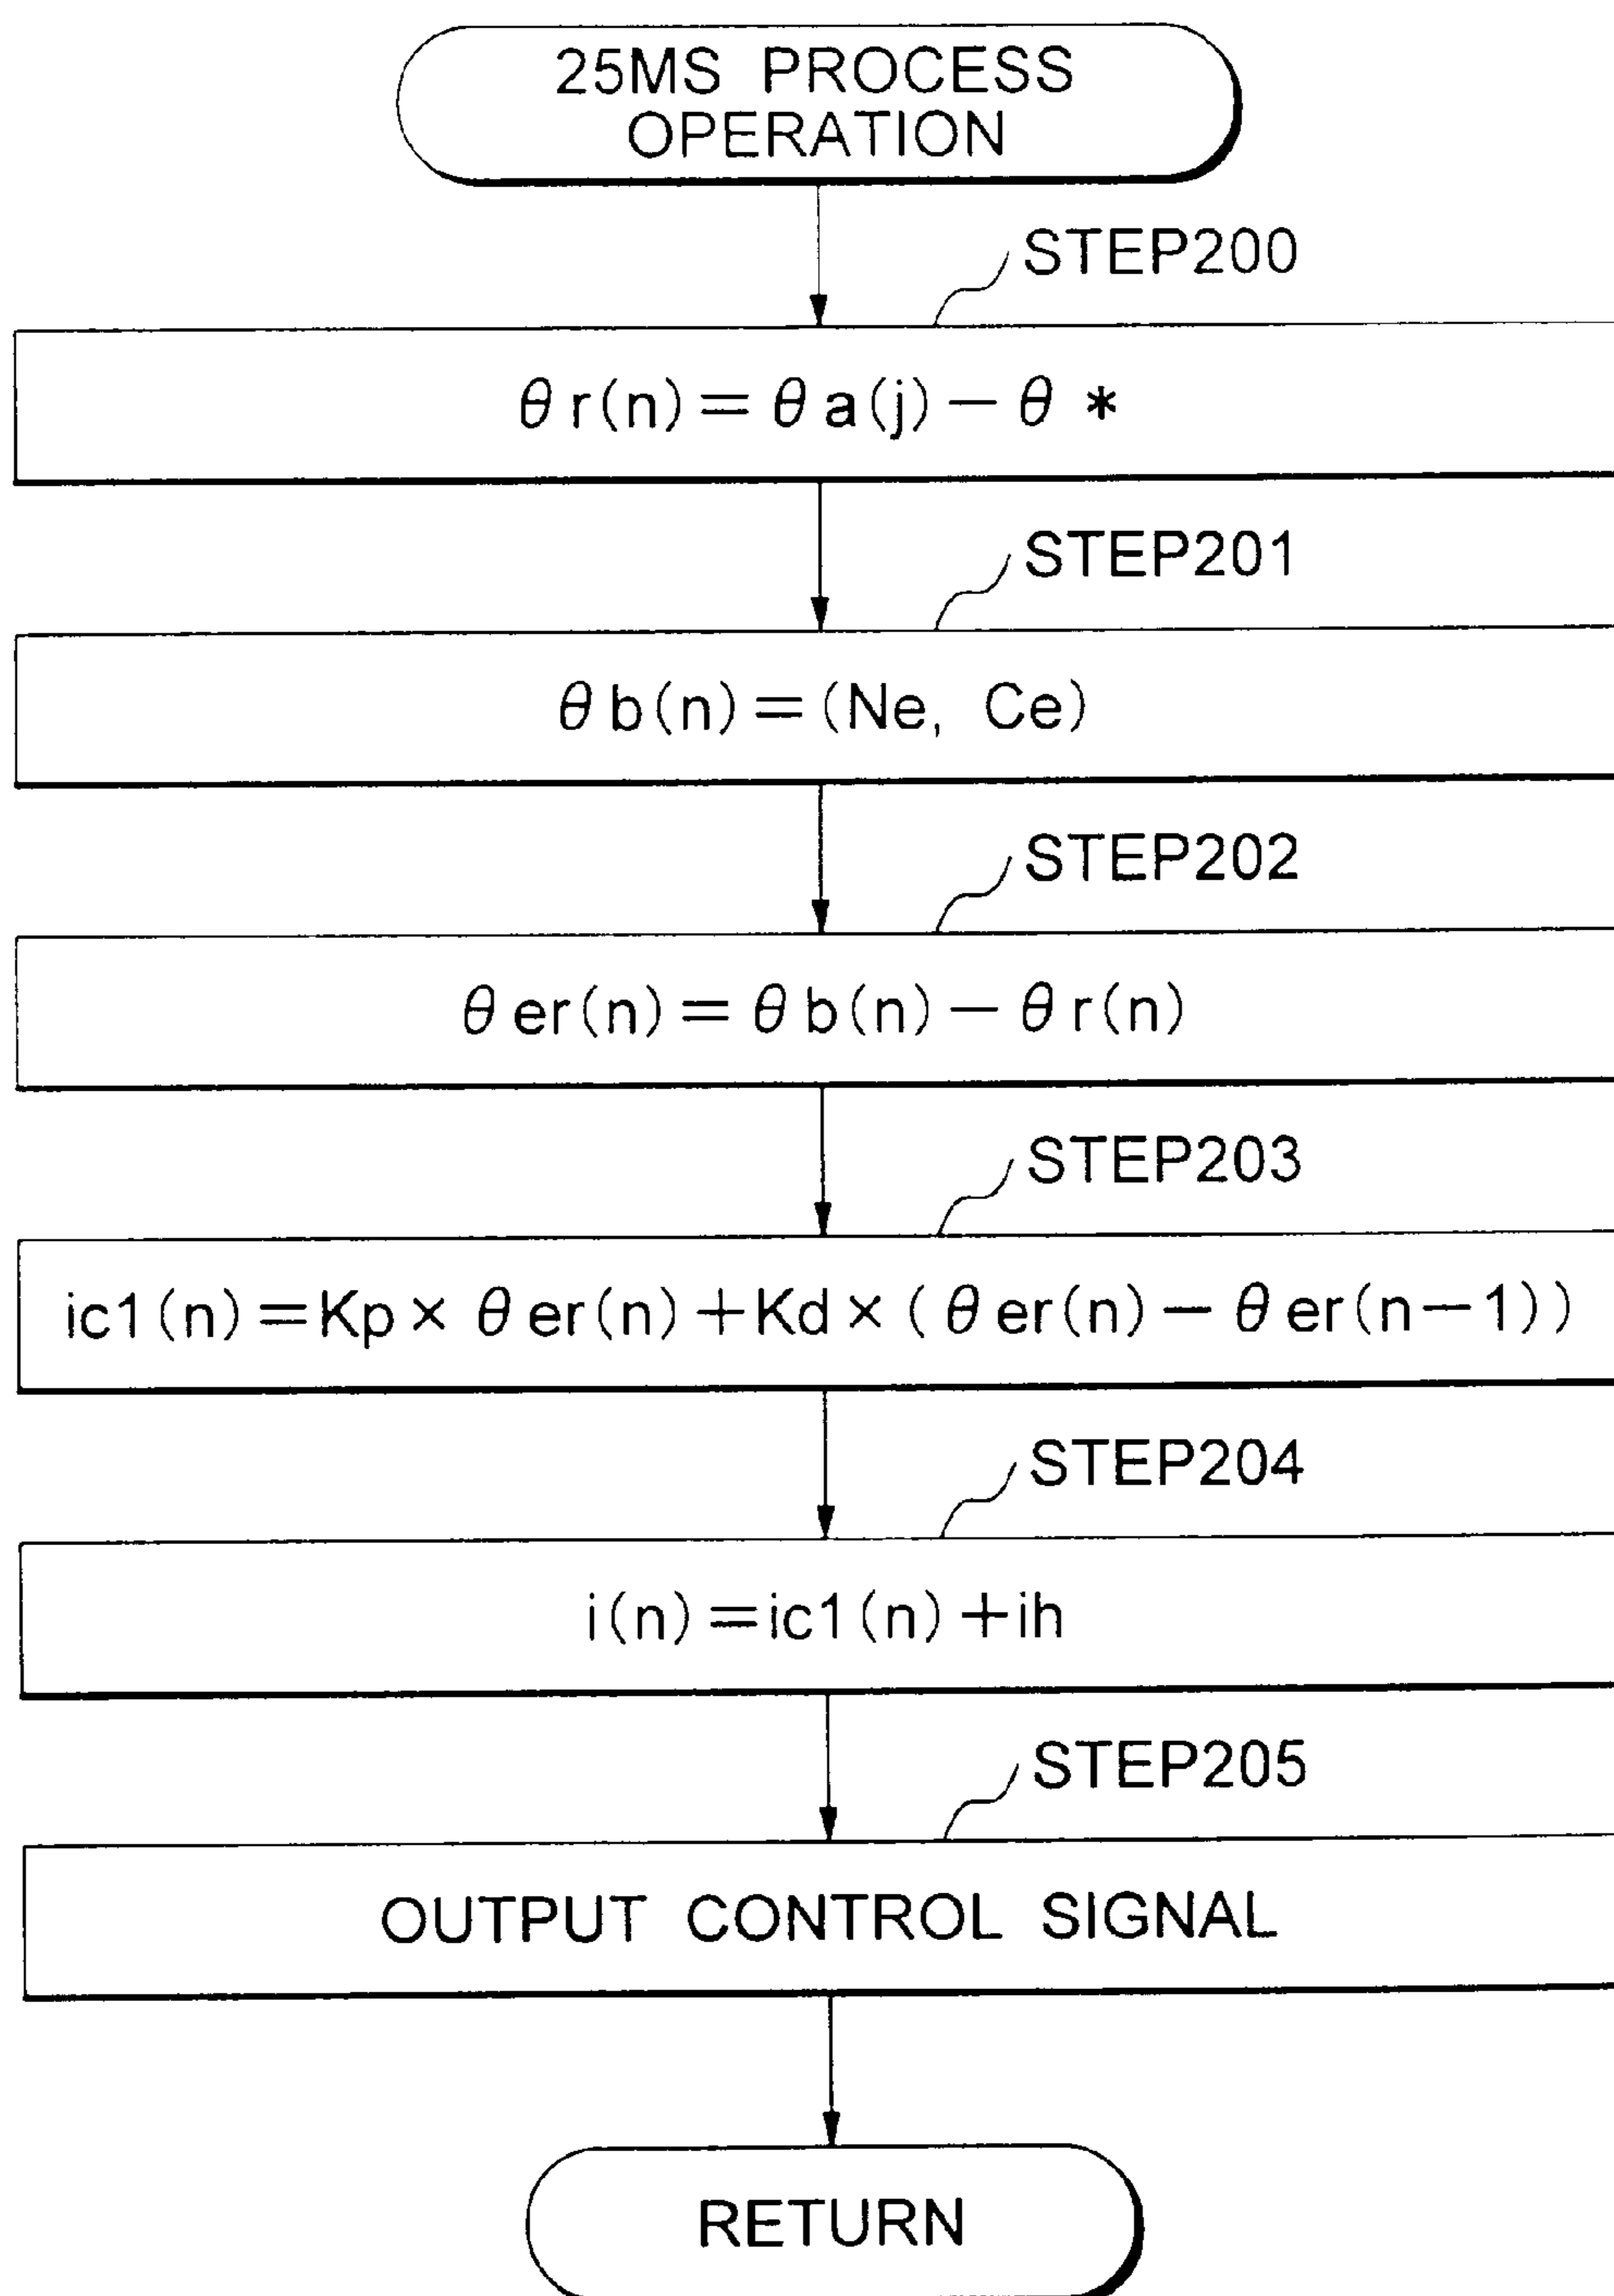 25MS PROCESS
OPERATION
STEP200
θr(n)=θa(j)-θ*
STEP201
θb(n)=(Ne, Ce)
STEP202
θer(n)=θb(n)-θr(n)
STEP203
ic1(n)=Kp×θer(n)+Kd×(θer(n)-θer(n-1))
STEP204
i(n)=ic1(n)+ih
STEP205
OUTPUT CONTROL SIGNAL
RETURN